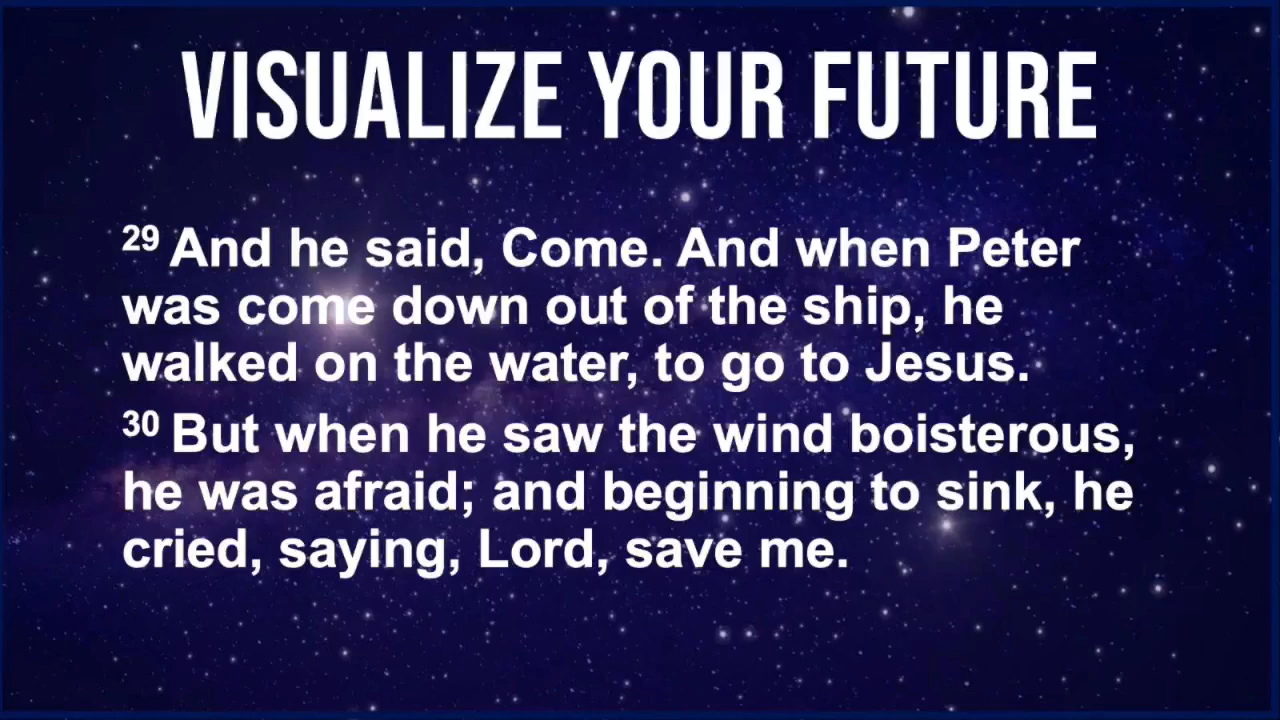 VISUALIZE YOUR FUTURE
29 And he said, Come. And when Peter
was come down out of the ship, he
walked on the water, to go to Jesus.
30 But when he saw the wind boisterous,
he was afraid; and beginning to sink, he
cried, saying, Lord, save me.